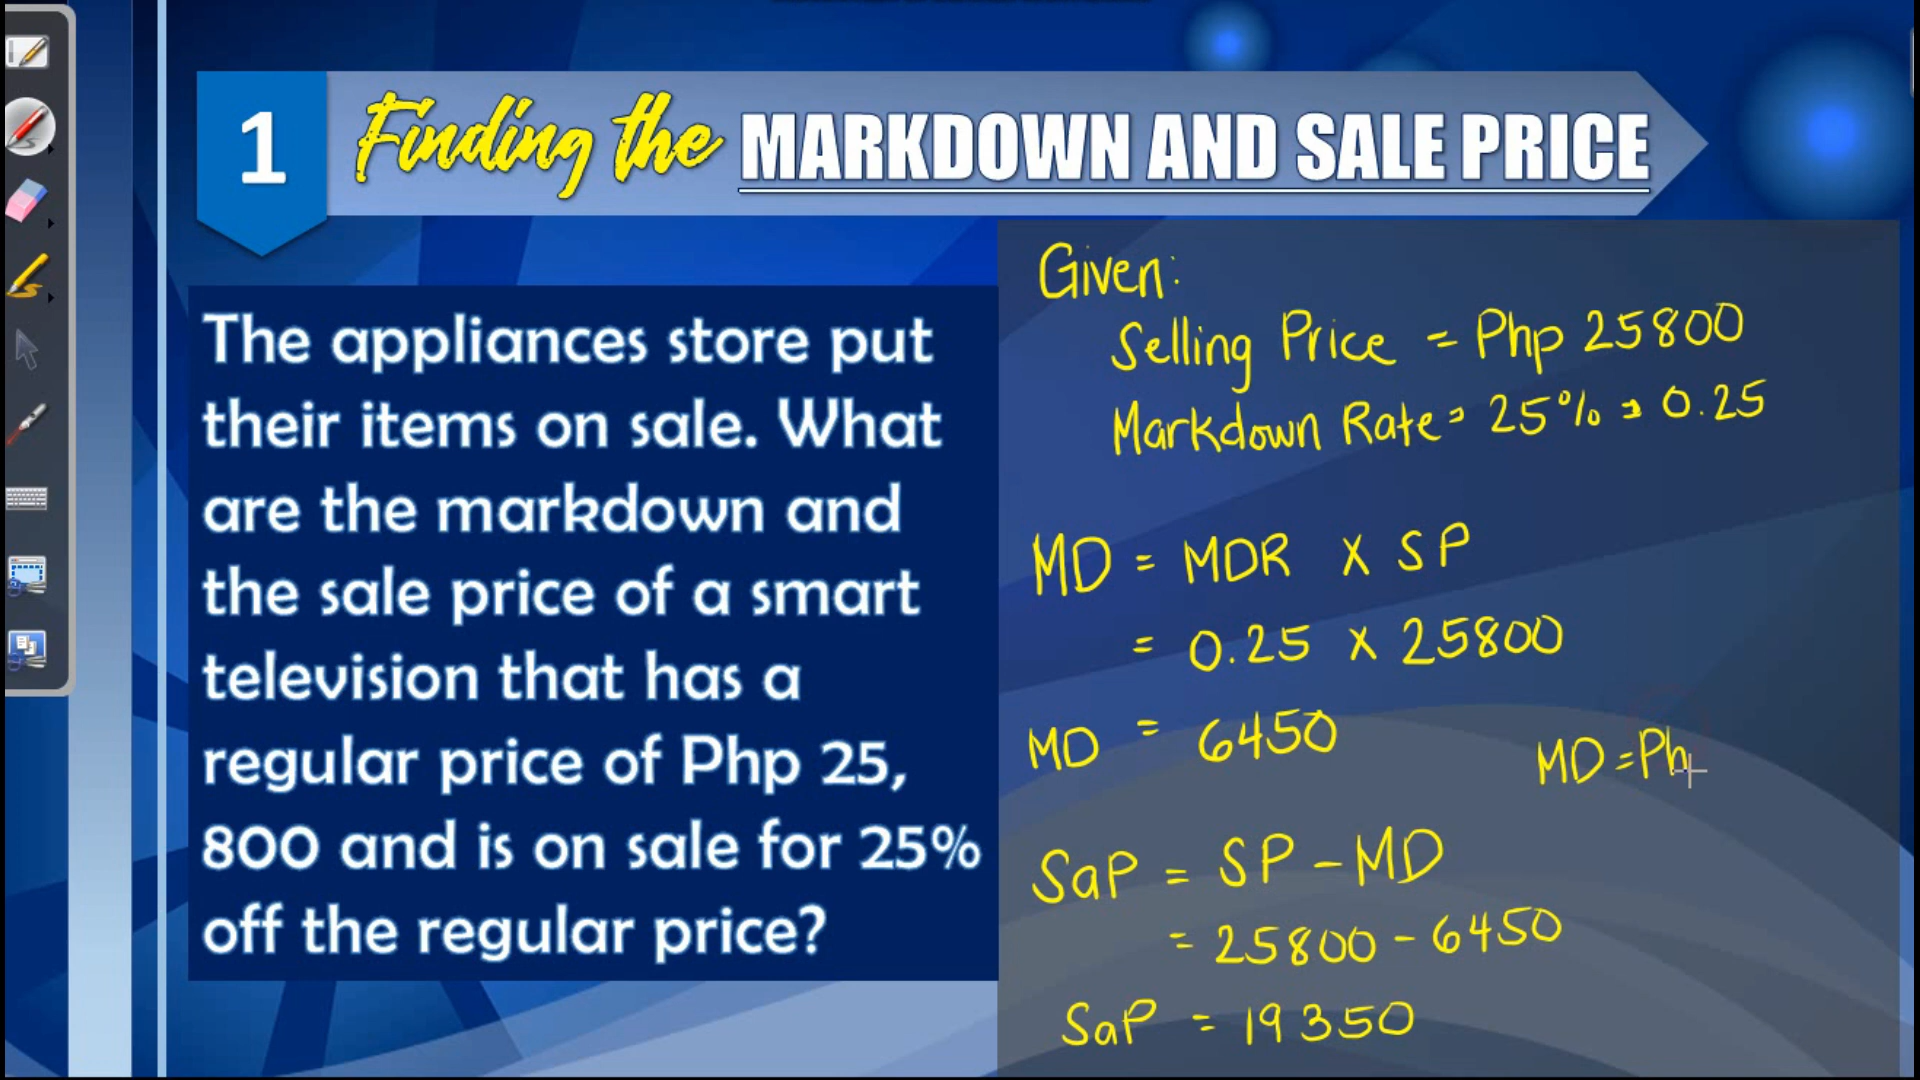 1
Finding the MARKDOWN AND SALE PRICE
The appliances store put
their items on sale. What
are the markdown and
the sale price of a smart
television that has a
regular price of Php 25,
800 and is on sale for 25%
off the regular price?
Given:
Selling Price = Php 25800
Markdown Rate = 25% = 0.25
MD = MDR x SP
= 0.25 x 25800
MD = 6450
MD = Ph
SaP = SP - MD
= 25800 - 6450
SaP = 19350